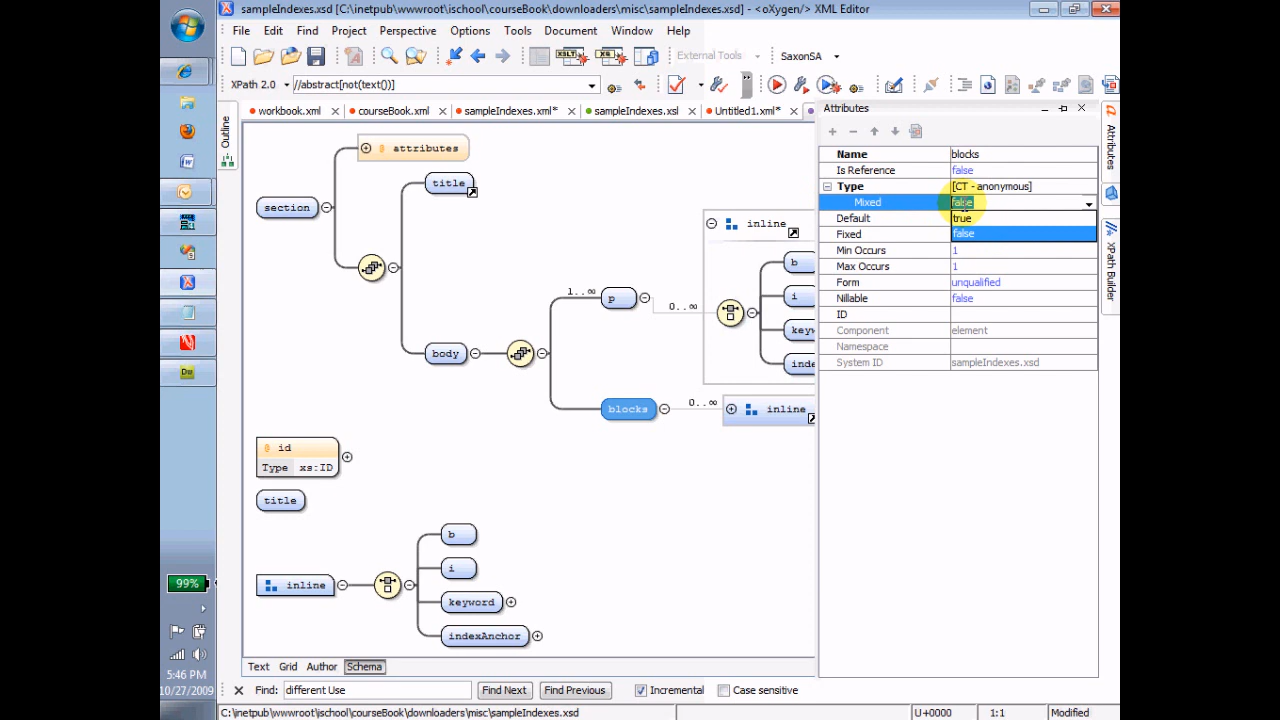 sampleIndexes.xsd [C:\inetpub\wwwroot\ischool\courseBook\downloaders\misc\sampleIndexes.xsd] - <oXygen/> XML Editor
File Edit Find Project Perspective Options Tools Document Window Help
External Tools SaxonSA
XPath 2.0 //abstract[not(text())]
workbook.xml courseBook.xml sampleIndexes.xml* sampleIndexes.xsl Untitled1.xml*
Outline
attributes
title
section
body
1..∞
p
0..∞
inline
b
i
keyw
inde
blocks
0..∞
inline
id
Type xs:ID
title
inline
b
i
keyword
indexAnchor
Attributes
Name blocks
Is Reference false
Type [CT - anonymous]
Mixed false
Default true
Fixed false
Min Occurs 1
Max Occurs 1
Form unqualified
Nillable false
ID
Component element
Namespace
System ID sampleIndexes.xsd
Attributes
XPath Builder
99%
5:46 PM
10/27/2009
Text Grid Author Schema
Find: different Use Find Next Find Previous Incremental Case sensitive
C:\inetpub\wwwroot\ischool\courseBook\downloaders\misc\sampleIndexes.xsd U+0000 1:1 Modified